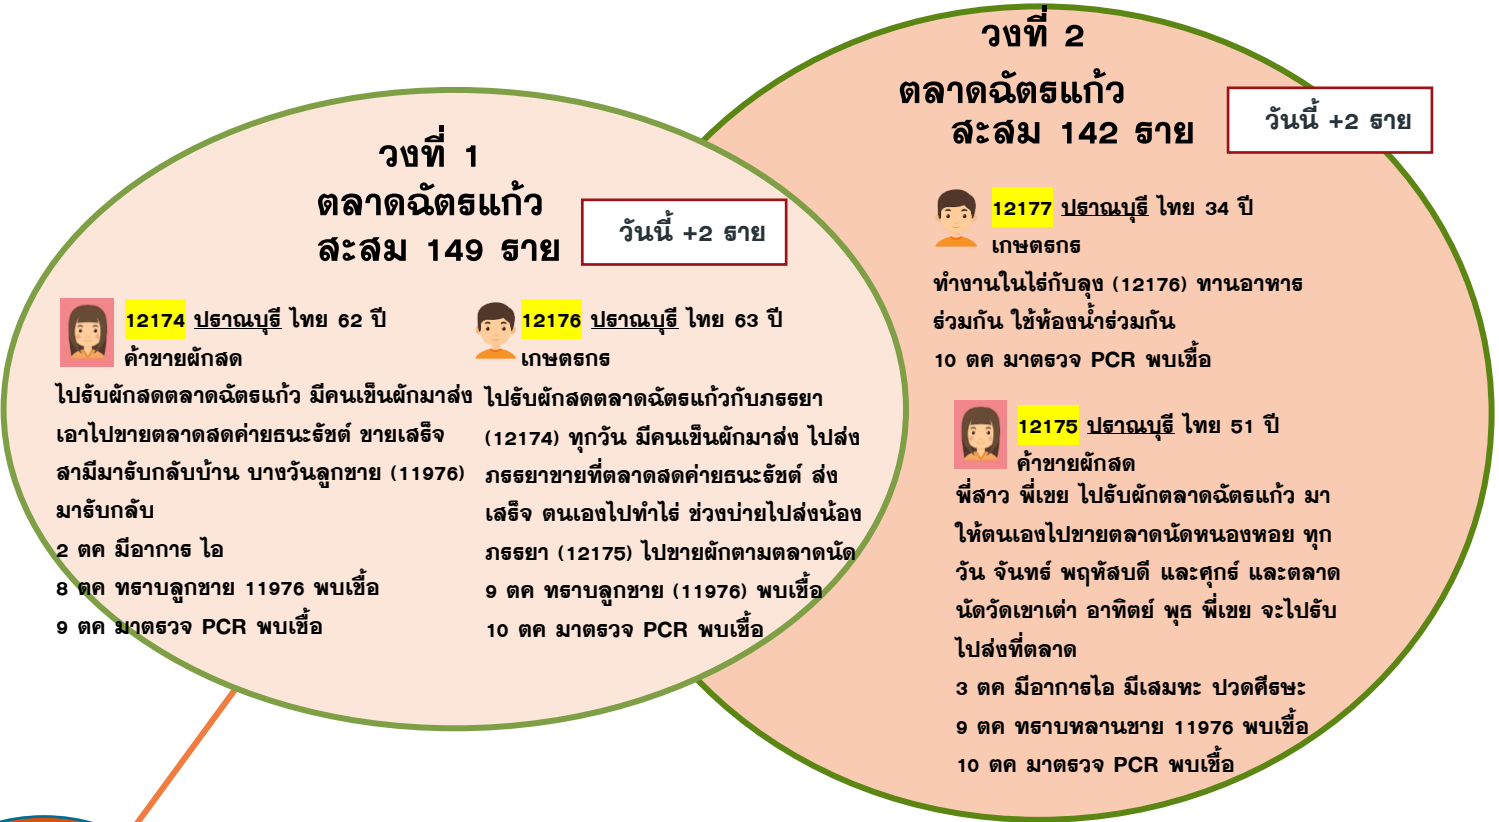 วงที่ 1
ตลาดฉัตรแก้ว
สะสม 149 ราย
วันนี้ +2 ราย
12174 ปราณบุรี ไทย 62 ปี
ค้าขายผักสด
ไปรับผักสดตลาดฉัตรแก้ว มีคนเข็นผักมาส่ง
เอาไปขายตลาดสดค่ายธนะรัชต์ ขายเสร็จ
สามีมารับกลับบ้าน บางวันลูกชาย (11976)
มารับกลับ
2 ตค มีอาการ ไอ
8 ตค ทราบลูกชาย 11976 พบเชื้อ
9 ตค มาตรวจ PCR พบเชื้อ
12176 ปราณบุรี ไทย 63 ปี
เกษตรกร
ไปรับผักสดตลาดฉัตรแก้วกับภรรยา
(12174) ทุกวัน มีคนเข็นผักมาส่ง ไปส่ง
ภรรยาขายที่ตลาดสดค่ายธนะรัชต์ ส่ง
เสร็จ ตนเองไปทำไร่ ช่วงบ่ายไปส่งน้อง
ภรรยา (12175) ไปขายผักตามตลาดนัด
9 ตค ทราบลูกชาย (11976) พบเชื้อ
10 ตค มาตรวจ PCR พบเชื้อ
วงที่ 2
ตลาดฉัตรแก้ว
สะสม 142 ราย
วันนี้ +2 ราย
12177 ปราณบุรี ไทย 34 ปี
เกษตรกร
ทำงานในไร่กับลุง (12176) ทานอาหาร
ร่วมกัน ใช้ห้องน้ำร่วมกัน
10 ตค มาตรวจ PCR พบเชื้อ
12175 ปราณบุรี ไทย 51 ปี
ค้าขายผักสด
พี่สาว พี่เขย ไปรับผักตลาดฉัตรแก้ว มา
ให้ตนเองไปขายตลาดนัดหนองหอย ทุก
วัน จันทร์ พฤหัสบดี และศุกร์ และตลาด
นัดวัดเขาเต่า อาทิตย์ พุธ พี่เขย จะไปรับ
ไปส่งที่ตลาด
3 ตค มีอาการไอ มีเสมหะ ปวดศีรษะ
9 ตค ทราบหลานชาย 11976 พบเชื้อ
10 ตค มาตรวจ PCR พบเชื้อ